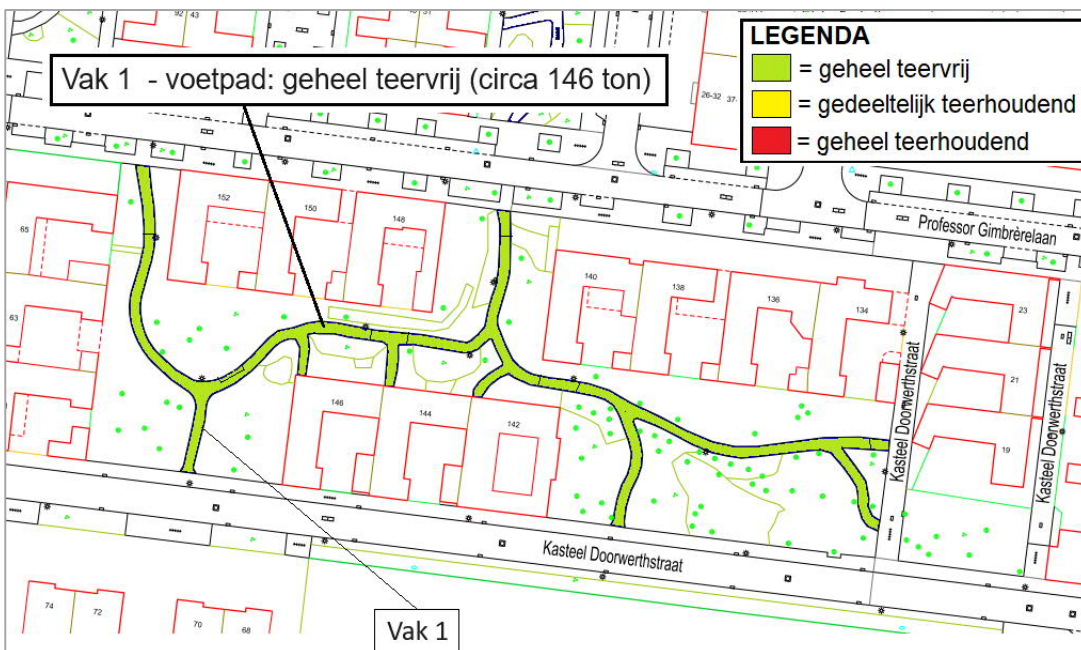 92
43
31
LEGENDA
= geheel teervrij
= gedeeltelijk teerhoudend
= geheel teerhoudend
Vak 1 - voetpad: geheel teervrij (circa 146 ton)
26-32
37-
152
150
148
65
Professor Gimbrèrelaan
140
138
136
134
23
63
21
146
144
142
19
Kasteel Doorwerthstraat
Kasteel Doorwerthstraat
Kasteel Doorwerthstraat
74
72
70
68
Vak 1